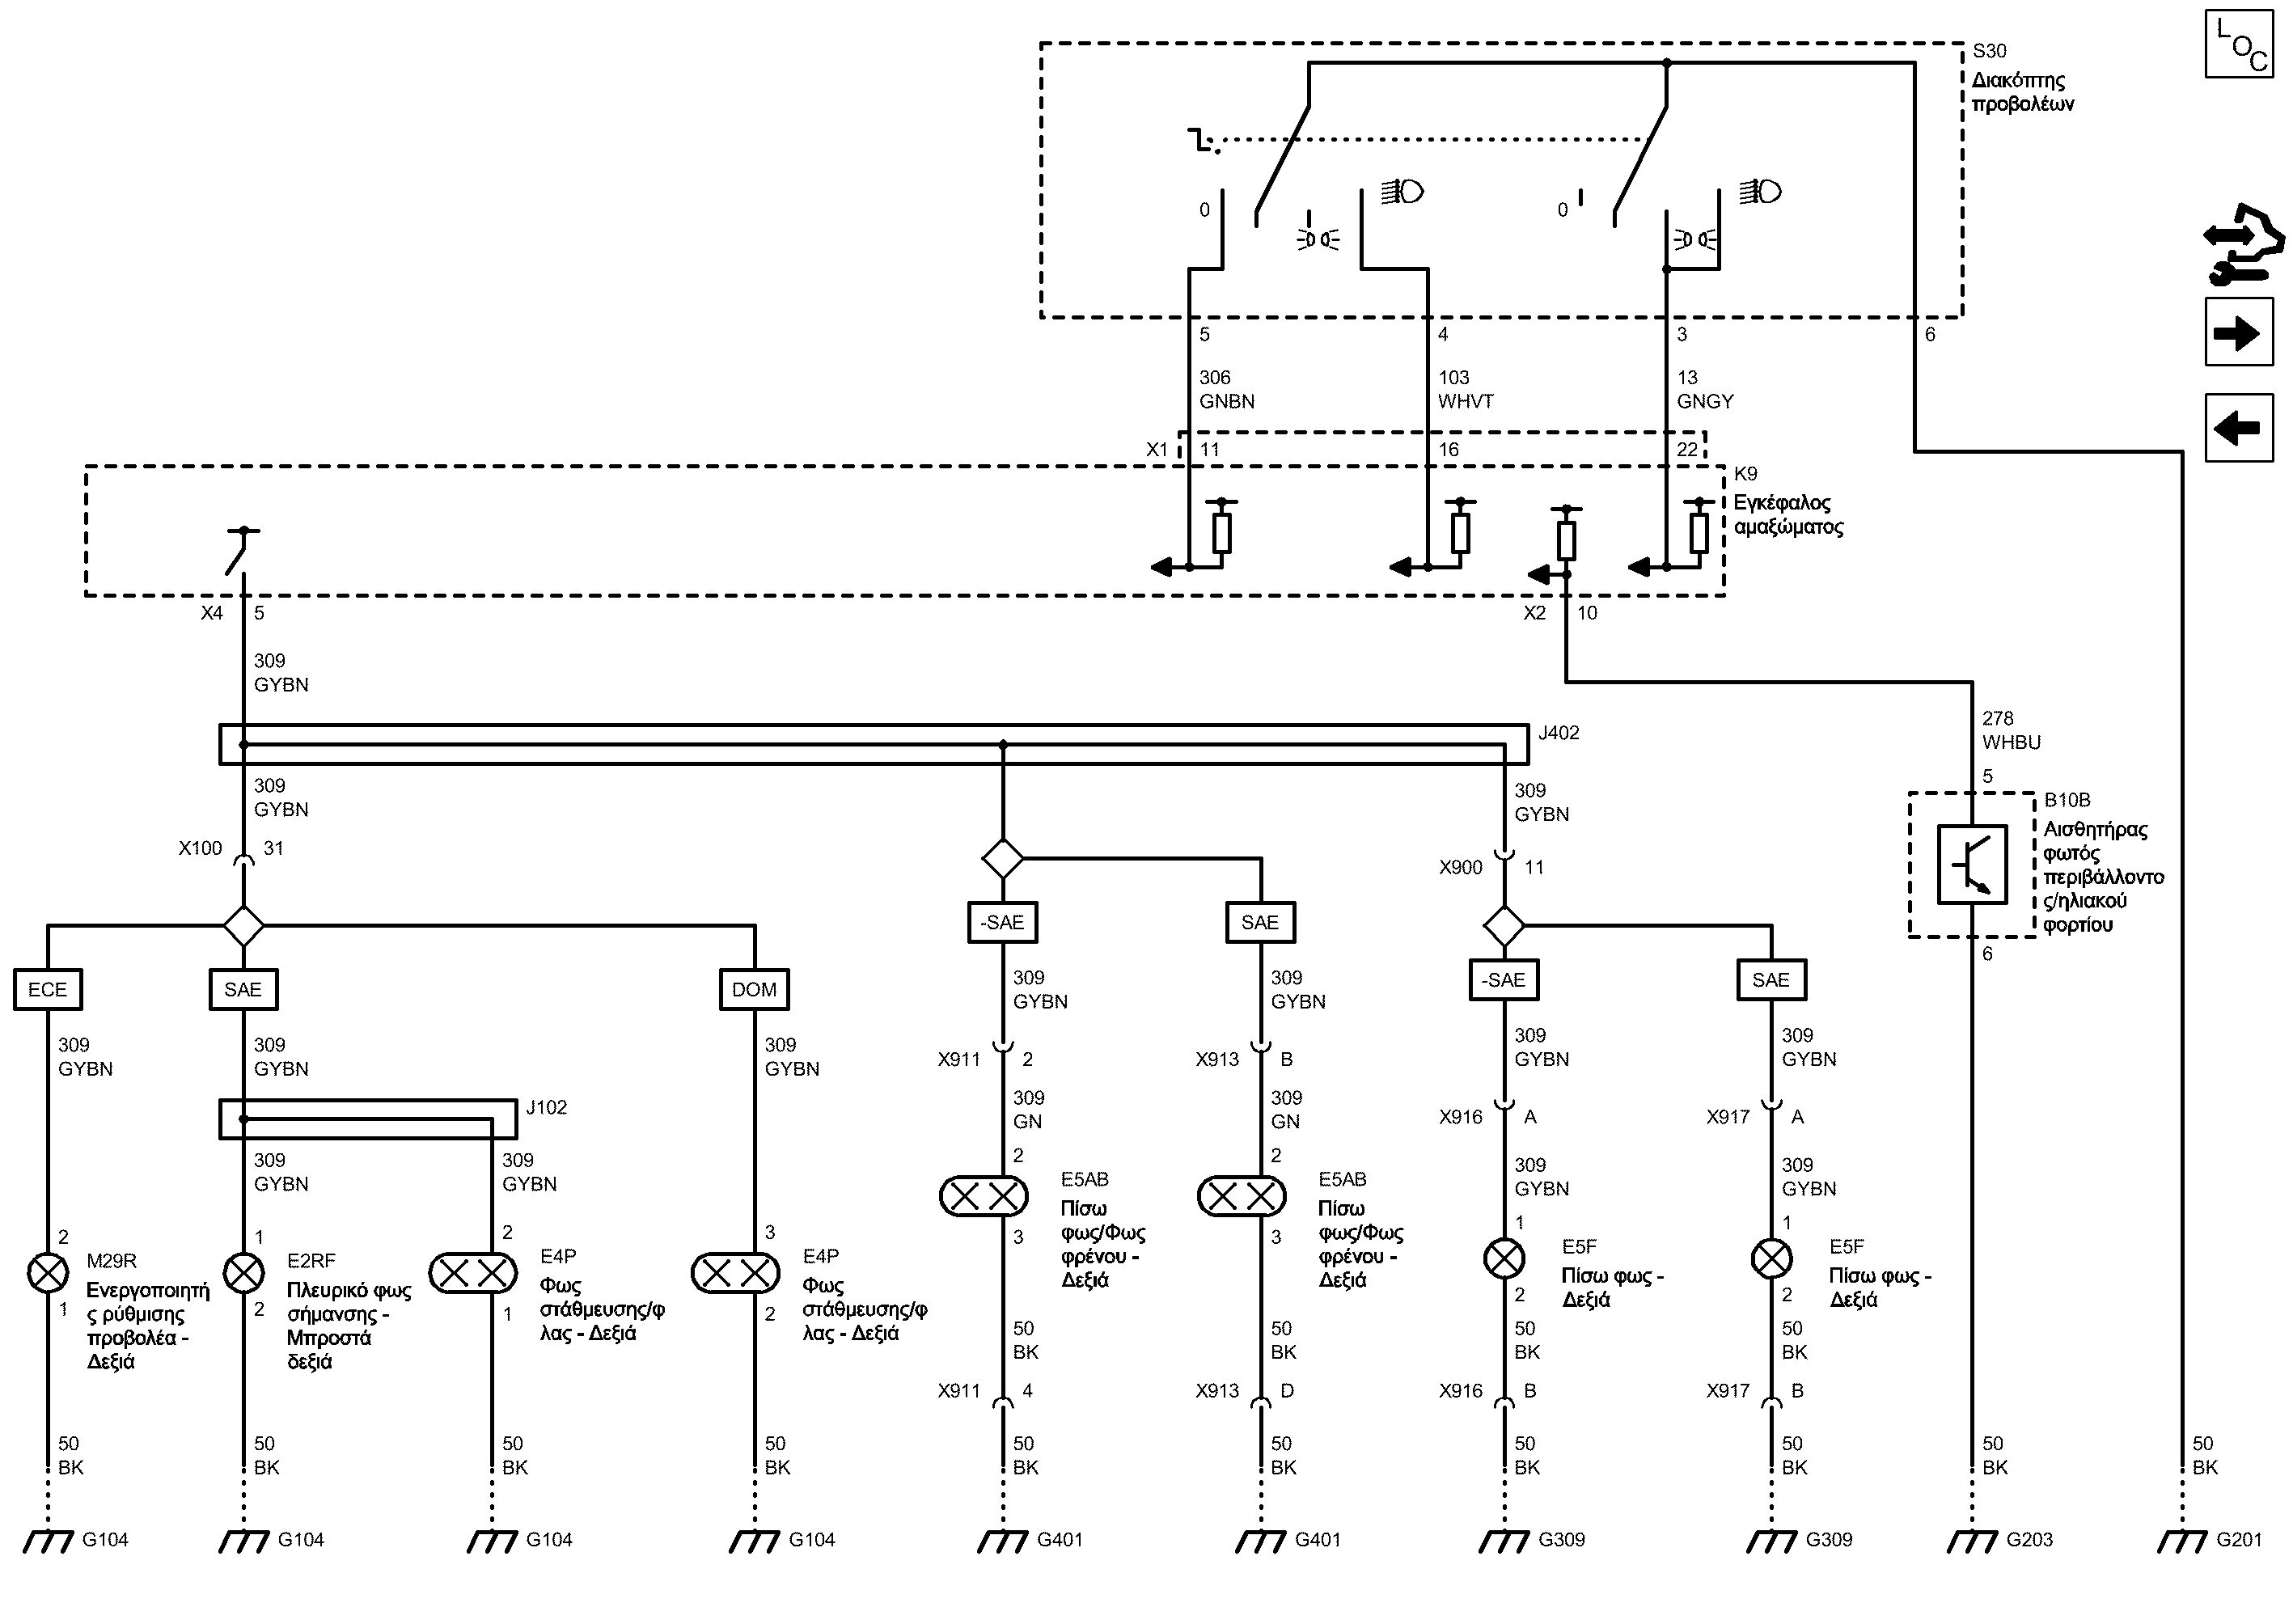 LOC
S30
Διακόπτης
προβολέων
0
0
5
4
3
6
306
GNBN
103
WHVT
13
GNGY
X1
11
16
22
K9
Εγκέφαλος
αμαξώματος
X4
5
X2
10
309
GYBN
278
WHBU
J402
309
GYBN
309
GYBN
5
B10B
Αισθητήρας
φωτός
περιβάλλοντο
ς/ηλιακού
φορτίου
6
X100
31
X900
11
-SAE
SAE
ECE
SAE
DOM
-SAE
SAE
309
GYBN
309
GYBN
309
GYBN
309
GYBN
309
GYBN
309
GYBN
309
GYBN
X911
2
X913
B
J102
309
GN
309
GN
X916
A
X917
A
309
GYBN
309
GYBN
2
2
309
GYBN
309
GYBN
E5AB
Πίσω
φως/Φως
φρένου -
Δεξιά
3
E5AB
Πίσω
φως/Φως
φρένου -
Δεξιά
3
2
M29R
Ενεργοποιητή
ς ρύθμισης
προβολέα -
Δεξιά
1
1
E2RF
Πλευρικό φως
σήμανσης -
Μπροστά
δεξιά
2
2
E4P
Φως
στάθμευσης/φ
λας - Δεξιά
1
3
E4P
Φως
στάθμευσης/φ
λας - Δεξιά
2
1
E5F
Πίσω φως -
Δεξιά
2
1
E5F
Πίσω φως -
Δεξιά
2
50
BK
50
BK
50
BK
50
BK
X911
4
X913
D
X916
B
X917
B
50
BK
50
BK
50
BK
50
BK
50
BK
50
BK
50
BK
50
BK
50
BK
50
BK
G104
G104
G104
G104
G401
G401
G309
G309
G203
G201